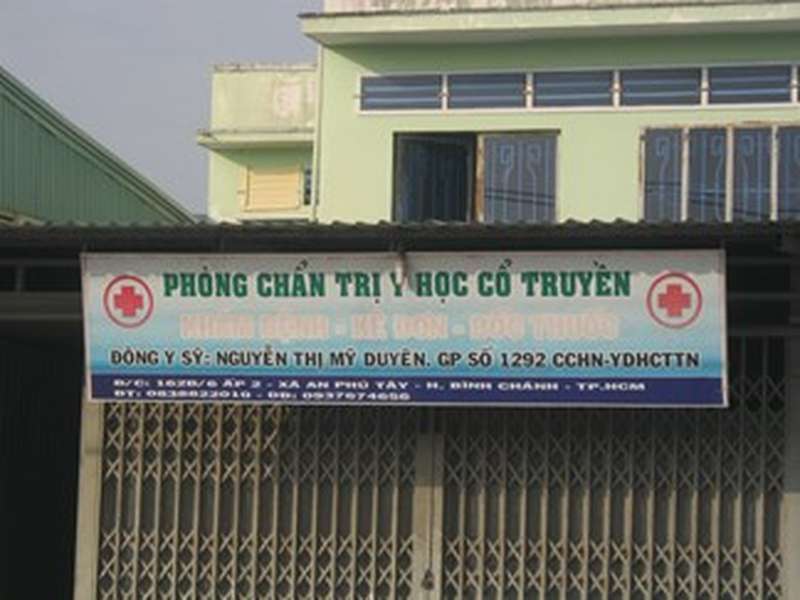 PHÒNG CHẨN TRỊ Y HỌC CỔ TRUYỀN
KHÁM BỆNH - KÊ ĐƠN - BỐC THUỐC
ĐÔNG Y SỸ: NGUYỄN THỊ MỸ DUYÊN. GP SỐ 1292 CCHN-YDHCTTN
Đ/C: 162B/6 ẤP 2 - XÃ AN PHÚ TÂY - H. BÌNH CHÁNH - TP.HCM
ĐT: - DĐ: 0937674656